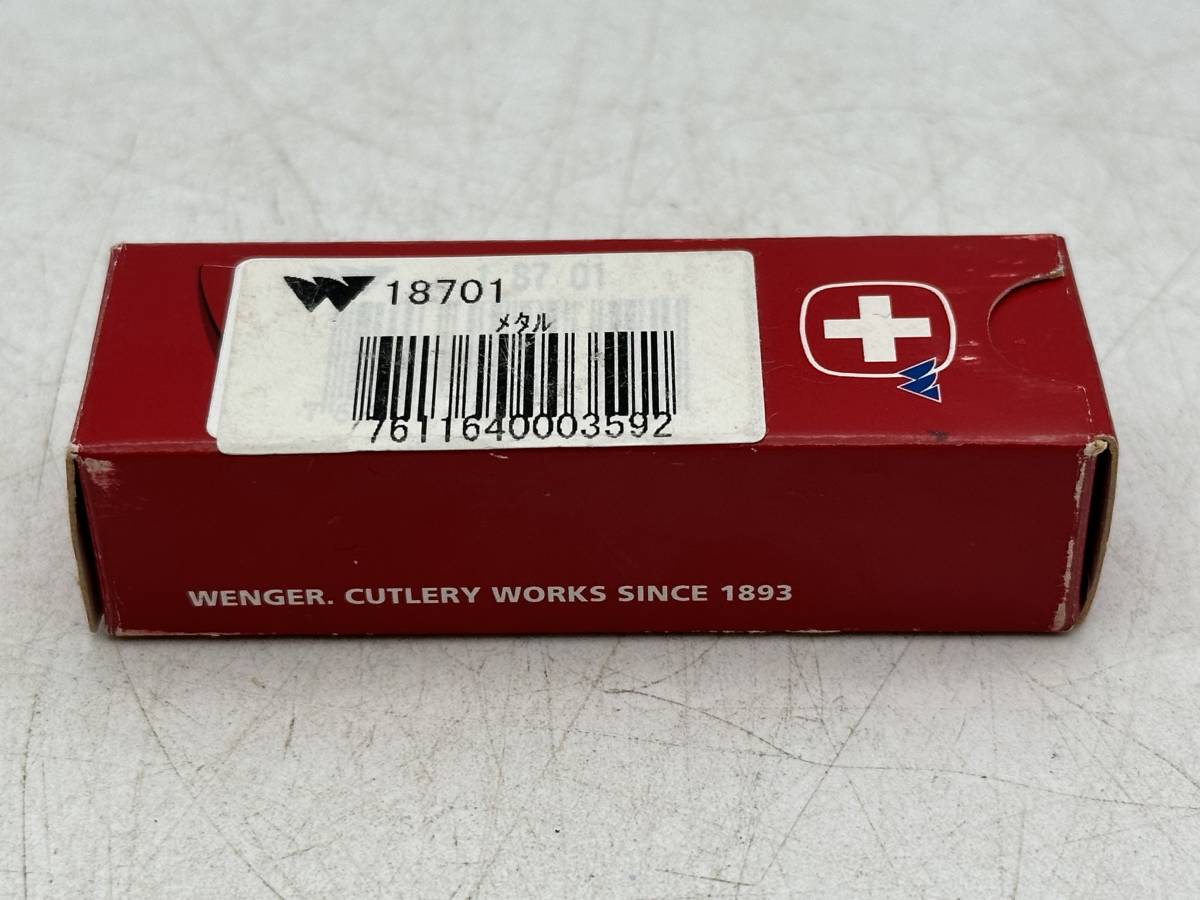 18701
メタル
7611640003592
WENGER. CUTLERY WORKS SINCE 1893